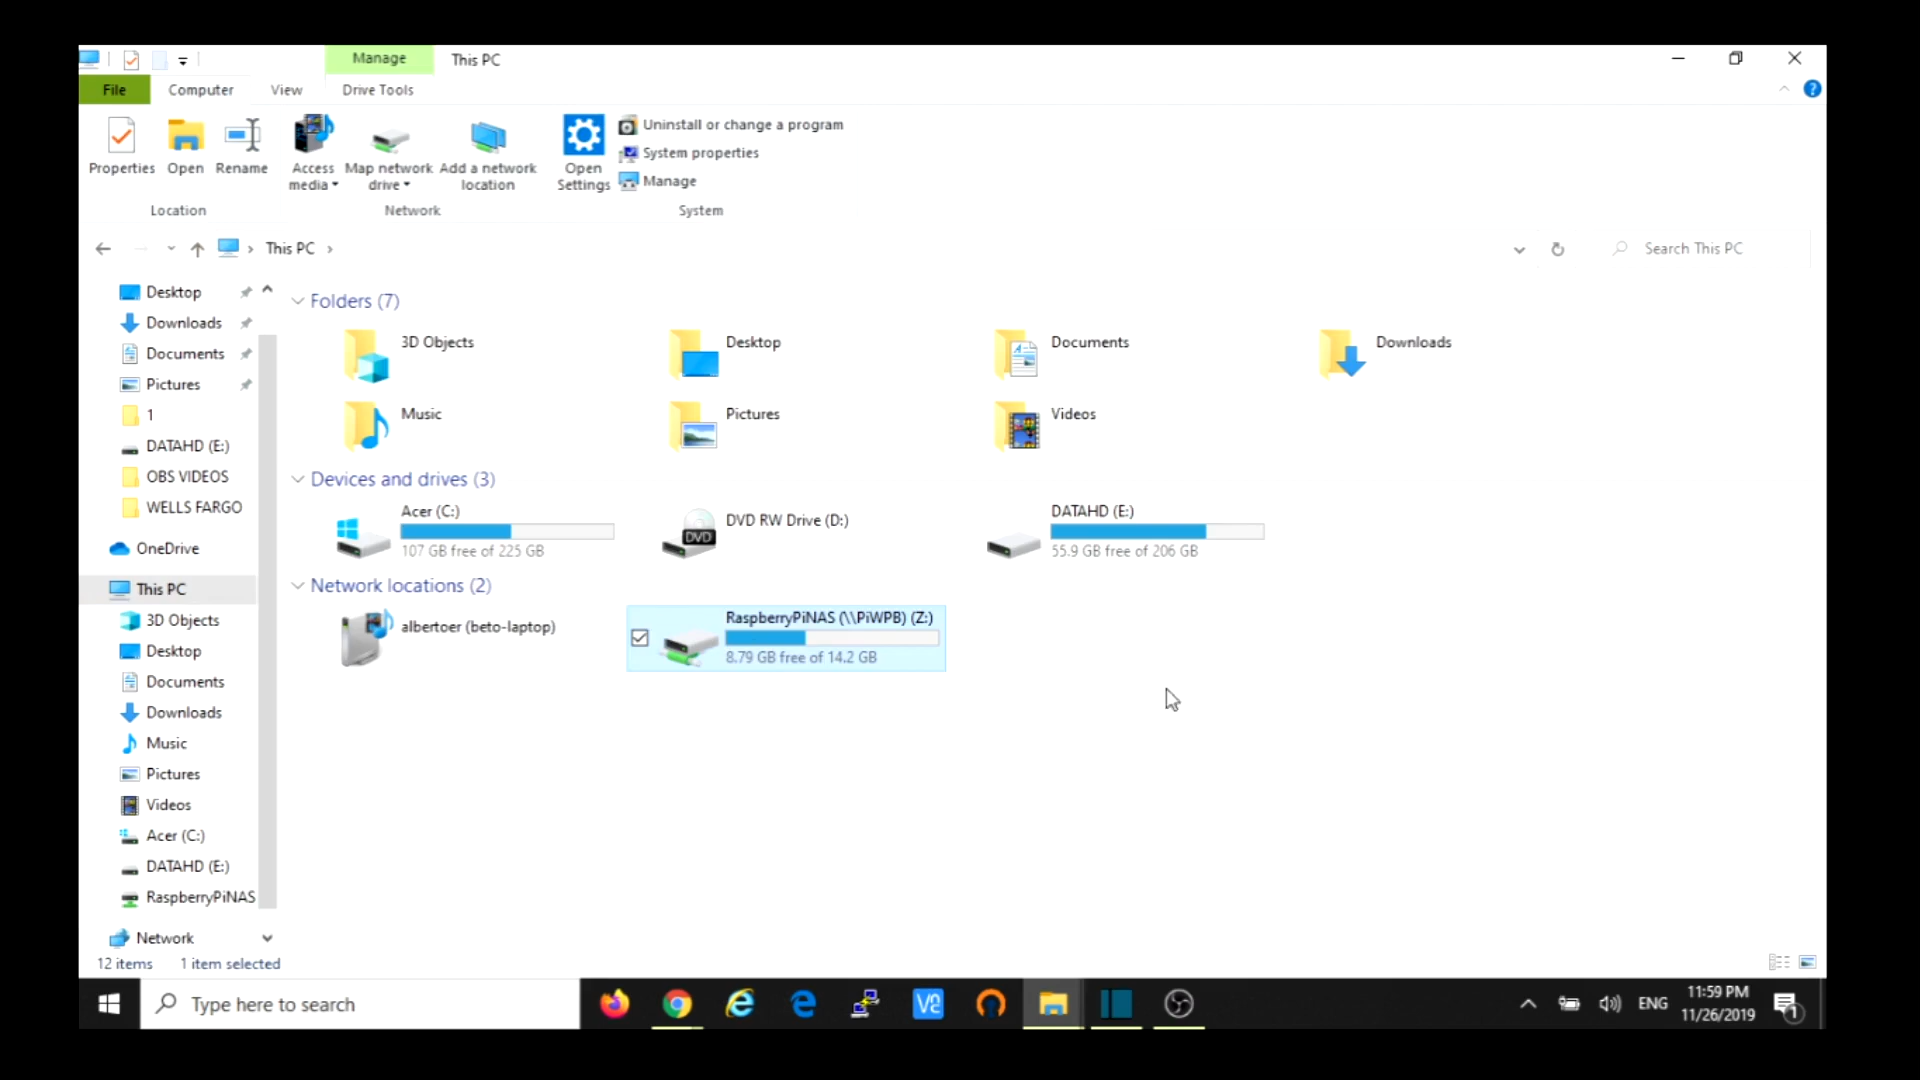 Manage
This PC
File
Computer
View
Drive Tools
Properties
Open
Rename
Access media
Map network drive
Add a network location
Open Settings
Uninstall or change a program
System properties
Manage
Location
Network
System
This PC
Search This PC
Desktop
Downloads
Documents
Pictures
1
DATAHD (E:)
OBS VIDEOS
WELLS FARGO
OneDrive
This PC
3D Objects
Desktop
Documents
Downloads
Music
Pictures
Videos
Acer (C:)
DATAHD (E:)
RaspberryPiNAS
Network
Folders (7)
3D Objects
Desktop
Documents
Downloads
Music
Pictures
Videos
Devices and drives (3)
Acer (C:)
107 GB free of 225 GB
DVD
DVD RW Drive (D:)
DATAHD (E:)
55.9 GB free of 206 GB
Network locations (2)
albertoer (beto-laptop)
RaspberryPiNAS (\\PiWPB) (Z:)
8.79 GB free of 14.2 GB
12 items
1 item selected
Type here to search
ENG
11:59 PM
11/26/2019
1